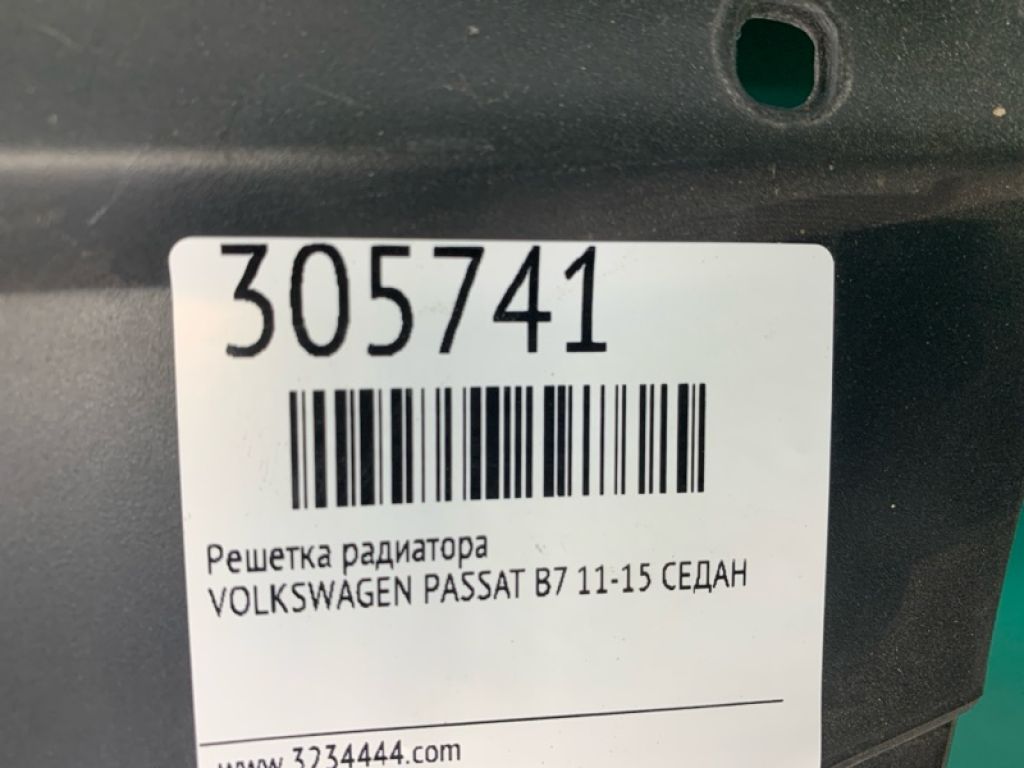 305741
Решетка радиатора
VOLKSWAGEN PASSAT B7 11-15 СЕДАН
www.3234444.com